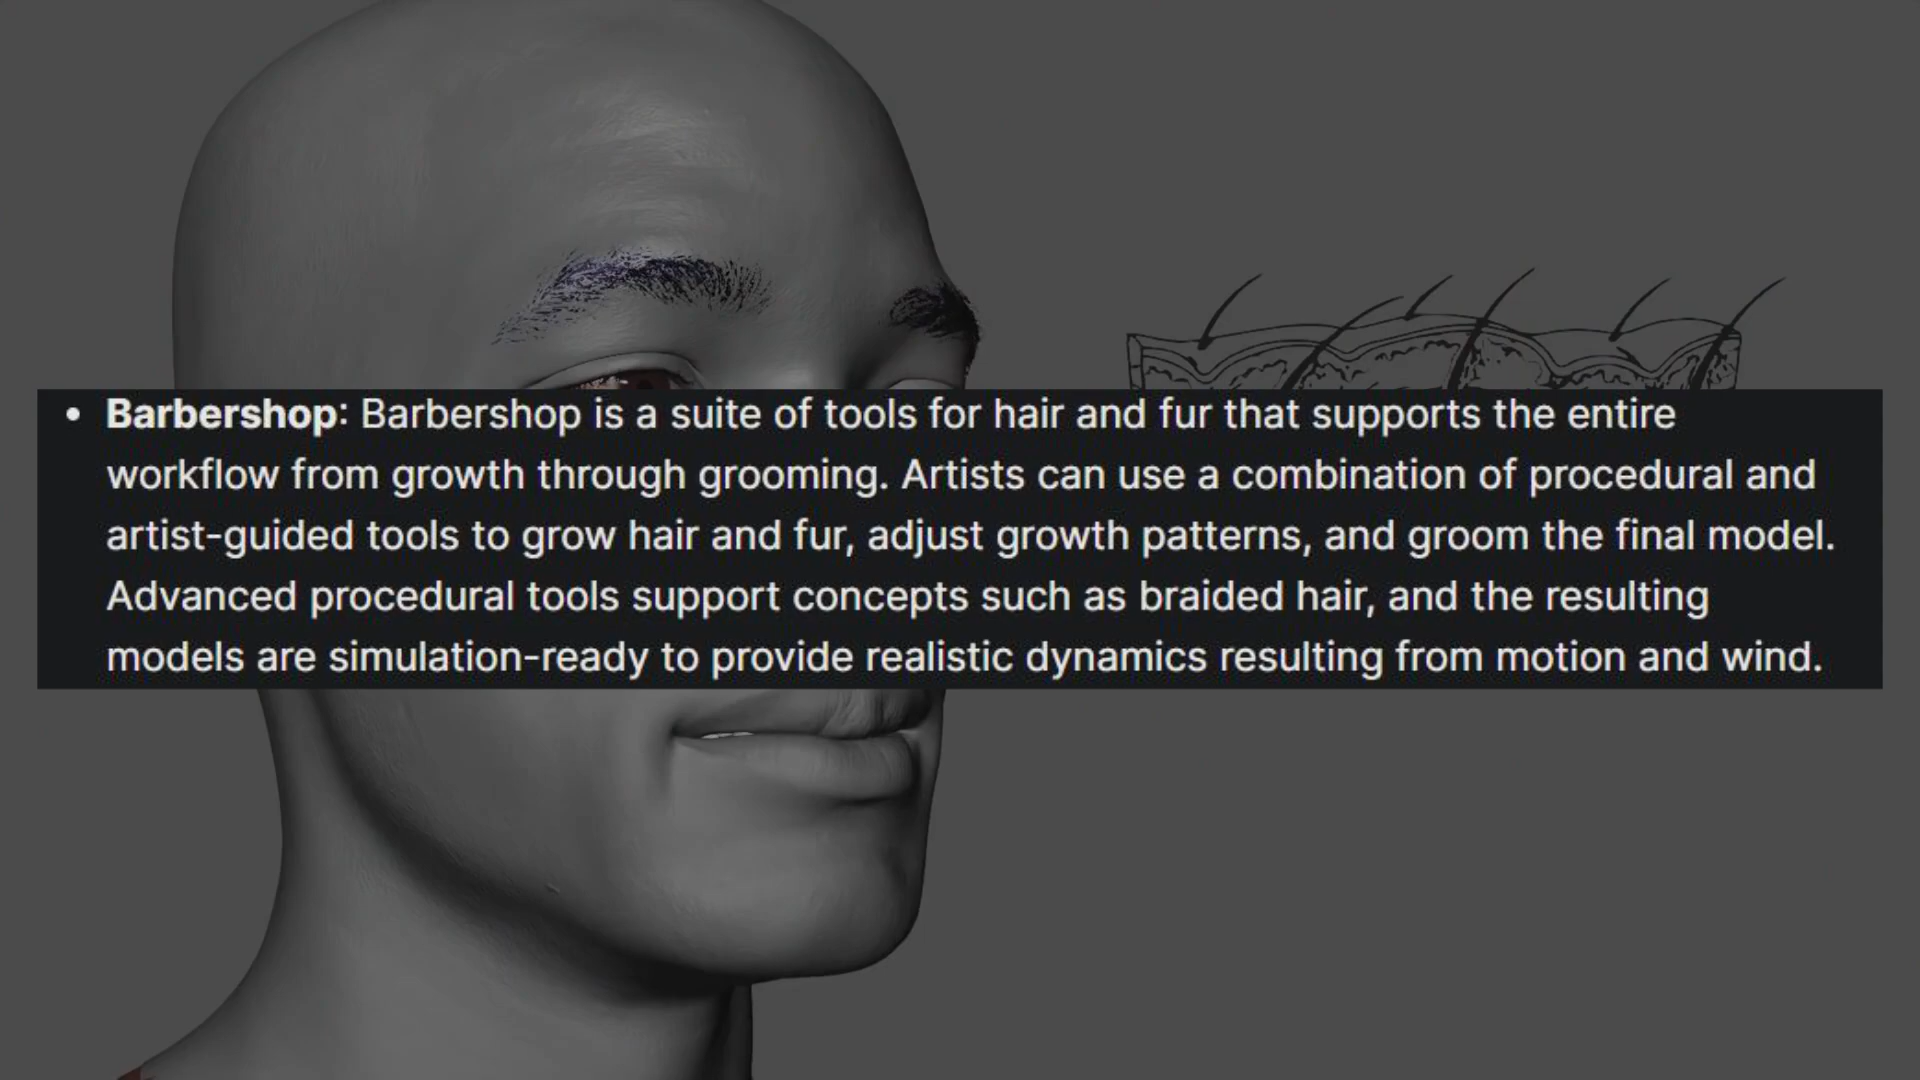 • Barbershop: Barbershop is a suite of tools for hair and fur that supports the entire
workflow from growth through grooming. Artists can use a combination of procedural and
artist-guided tools to grow hair and fur, adjust growth patterns, and groom the final model.
Advanced procedural tools support concepts such as braided hair, and the resulting
models are simulation-ready to provide realistic dynamics resulting from motion and wind.